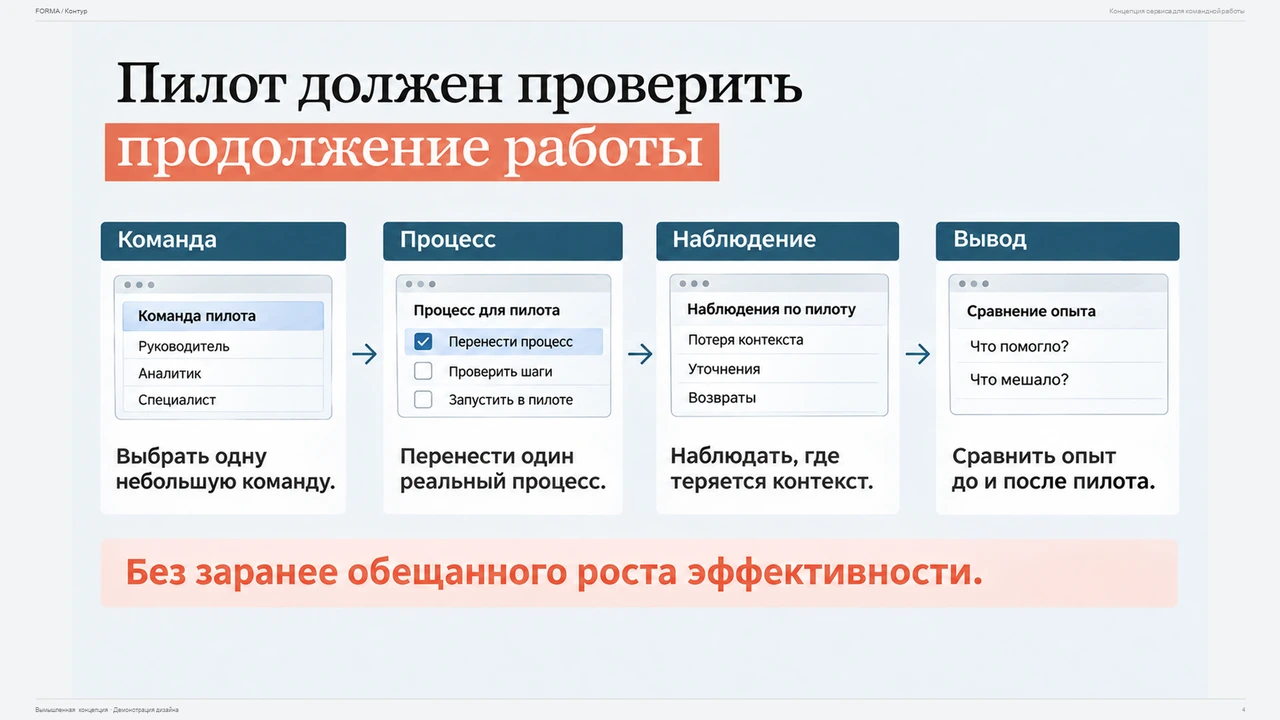 FORMA / Контур
Концепция сервиса для командной работы
Пилот должен проверить
продолжение работы
Команда
Команда пилота
Руководитель
Аналитик
Специалист
Выбрать одну
небольшую команду.
Процесс
Процесс для пилота
Перенести процесс
Проверить шаги
Запустить в пилоте
Перенести один
реальный процесс.
Наблюдение
Наблюдения по пилоту
Потеря контекста
Уточнения
Возвраты
Наблюдать, где
теряется контекст.
Вывод
Сравнение опыта
Что помогло?
Что мешало?
Сравнить опыт
до и после пилота.
Без заранее обещанного роста эффективности.
Вымышленная концепция · Демонстрация дизайна
4